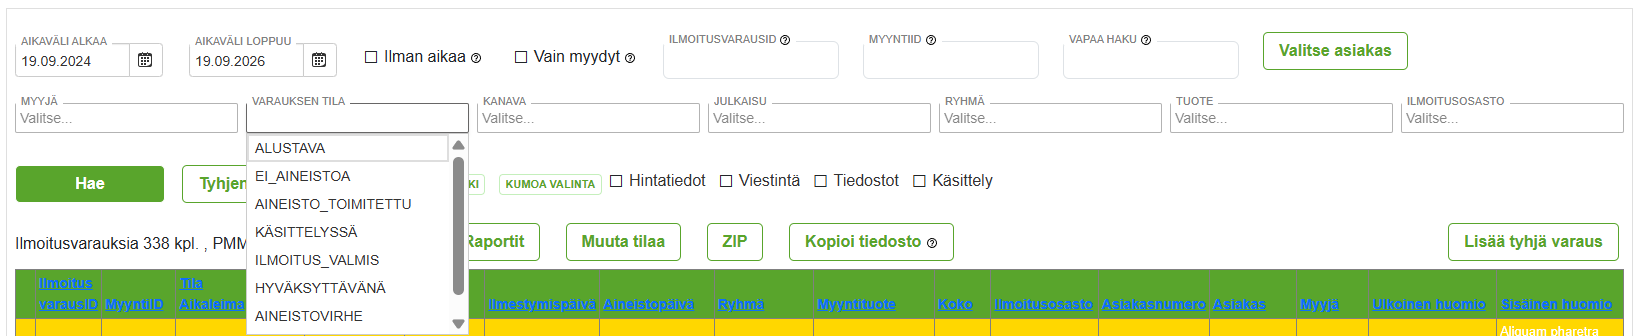 AIKAVÄLI ALKAA
19.09.2024
AIKAVÄLI LOPPUU
19.09.2026
Ilman aikaa
Vain myydyt
ILMOITUSVARAUSID
MYYNTIID
VAPAA HAKU
Valitse asiakas
MYYJÄ
Valitse...
VARAUKSEN TILA
KANAVA
Valitse...
JULKAISU
Valitse...
RYHMÄ
Valitse...
TUOTE
Valitse...
ILMOITUSOSASTO
Valitse...
ALUSTAVA
EI_AINEISTOA
AINEISTO_TOIMITETTU
KÄSITTELYSSÄ
ILMOITUS_VALMIS
HYVÄKSYTTÄVÄNÄ
AINEISTOVIRHE
Hae
Tyhjen
KI
KUMOA VALINTA
Hintatiedot
Viestintä
Tiedostot
Käsittely
Ilmoitusvarauksia 338 kpl. , PMM
Raportit
Muuta tilaa
ZIP
Kopioi tiedosto
Lisää tyhjä varaus
Ilmoitus
varausID
MyyntiID
Tila
Aikaleima
Ilmestymispäivä
Aineistopäivä
Ryhmä
Myyntituote
Koko
Ilmoitusosasto
Asiakasnumero
Asiakas
Myyjä
Ulkoinen huomio
Sisäinen huomio
Aliquam pharetra